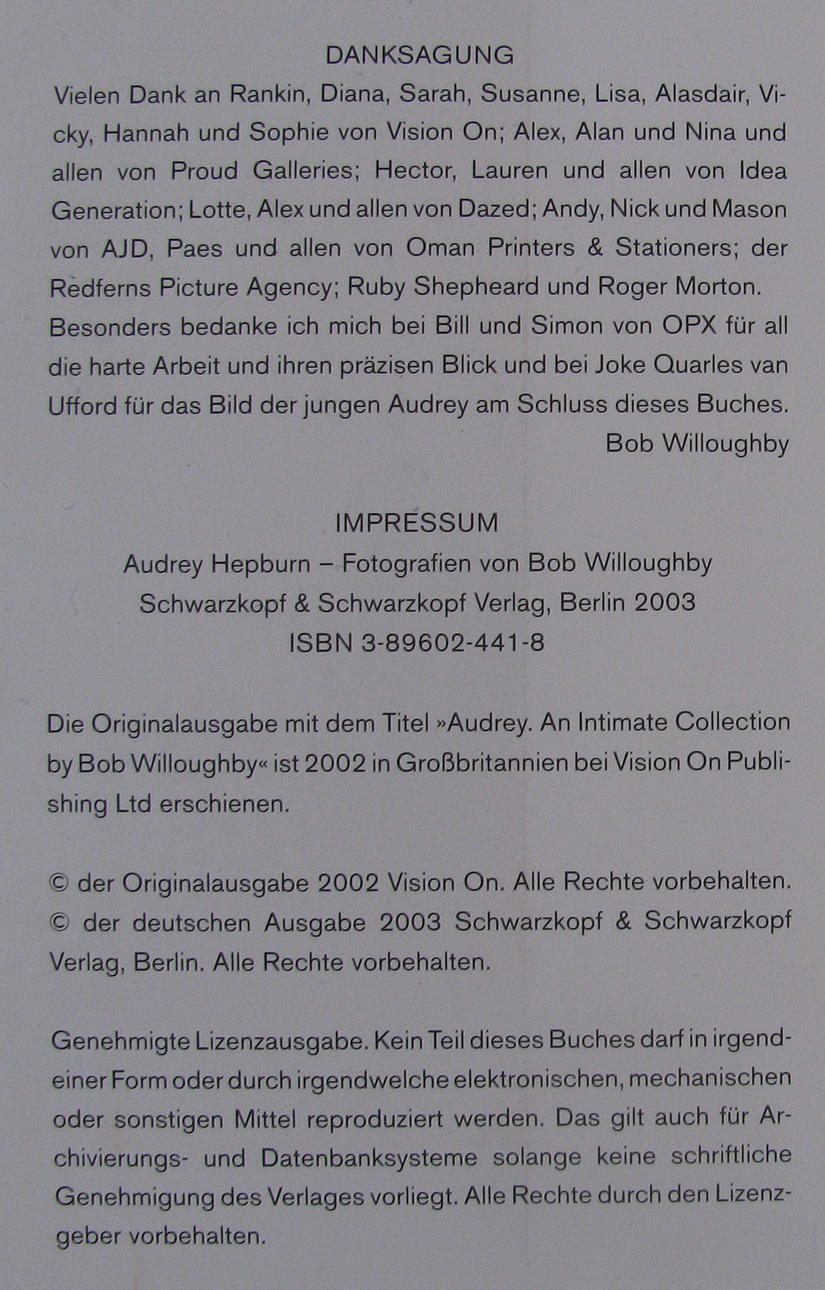 DANKSAGUNG
Vielen Dank an Rankin, Diana, Sarah, Susanne, Lisa, Alasdair, Vi-
cky, Hannah und Sophie von Vision On; Alex, Alan und Nina und
allen von Proud Galleries; Hector, Lauren und allen von Idea
Generation; Lotte, Alex und allen von Dazed; Andy, Nick und Mason
von AJD, Paes und allen von Oman Printers & Stationers; der
Redferns Picture Agency; Ruby Shepheard und Roger Morton.
Besonders bedanke ich mich bei Bill und Simon von OPX für all
die harte Arbeit und ihren präzisen Blick und bei Joke Quarles van
Ufford für das Bild der jungen Audrey am Schluss dieses Buches.
Bob Willoughby
IMPRESSUM
Audrey Hepburn – Fotografien von Bob Willoughby
Schwarzkopf & Schwarzkopf Verlag, Berlin 2003
ISBN 3-89602-441-8
Die Originalausgabe mit dem Titel »Audrey. An Intimate Collection
by Bob Willoughby« ist 2002 in Großbritannien bei Vision On Publi-
shing Ltd erschienen.
© der Originalausgabe 2002 Vision On. Alle Rechte vorbehalten.
© der deutschen Ausgabe 2003 Schwarzkopf & Schwarzkopf
Verlag, Berlin. Alle Rechte vorbehalten.
Genehmigte Lizenzausgabe. Kein Teil dieses Buches darf in irgend-
einer Form oder durch irgendwelche elektronischen, mechanischen
oder sonstigen Mittel reproduziert werden. Das gilt auch für Ar-
chivierungs- und Datenbanksysteme solange keine schriftliche
Genehmigung des Verlages vorliegt. Alle Rechte durch den Lizenz-
geber vorbehalten.